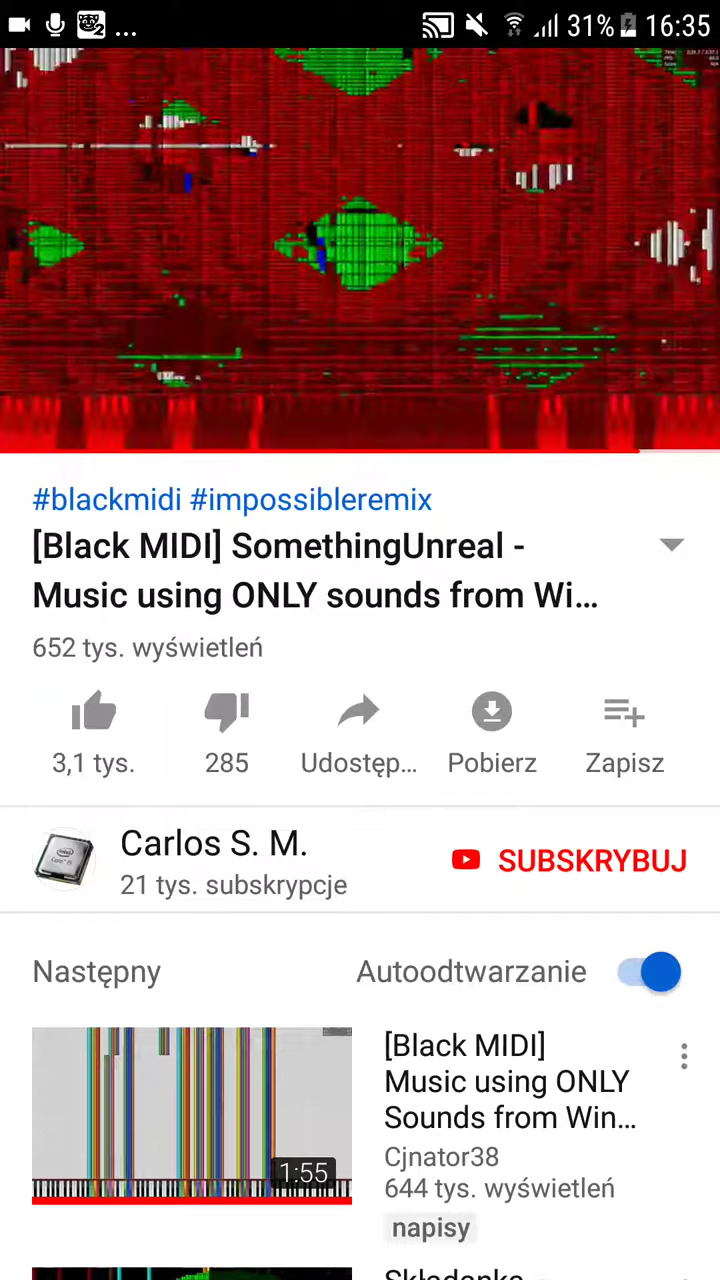 2
...
31%
16:35
#blackmidi #impossibleremix
[Black MIDI] SomethingUnreal -
Music using ONLY sounds from Wi...
652 tys. wyświetleń
3,1 tys.
285
Udostęp...
Pobierz
Zapisz
Carlos S. M.
21 tys. subskrypcje
SUBSKRYBUJ
Następny
Autoodtwarzanie
1:55
[Black MIDI]
Music using ONLY
Sounds from Win...
Cjnator38
644 tys. wyświetleń
napisy
Składanka